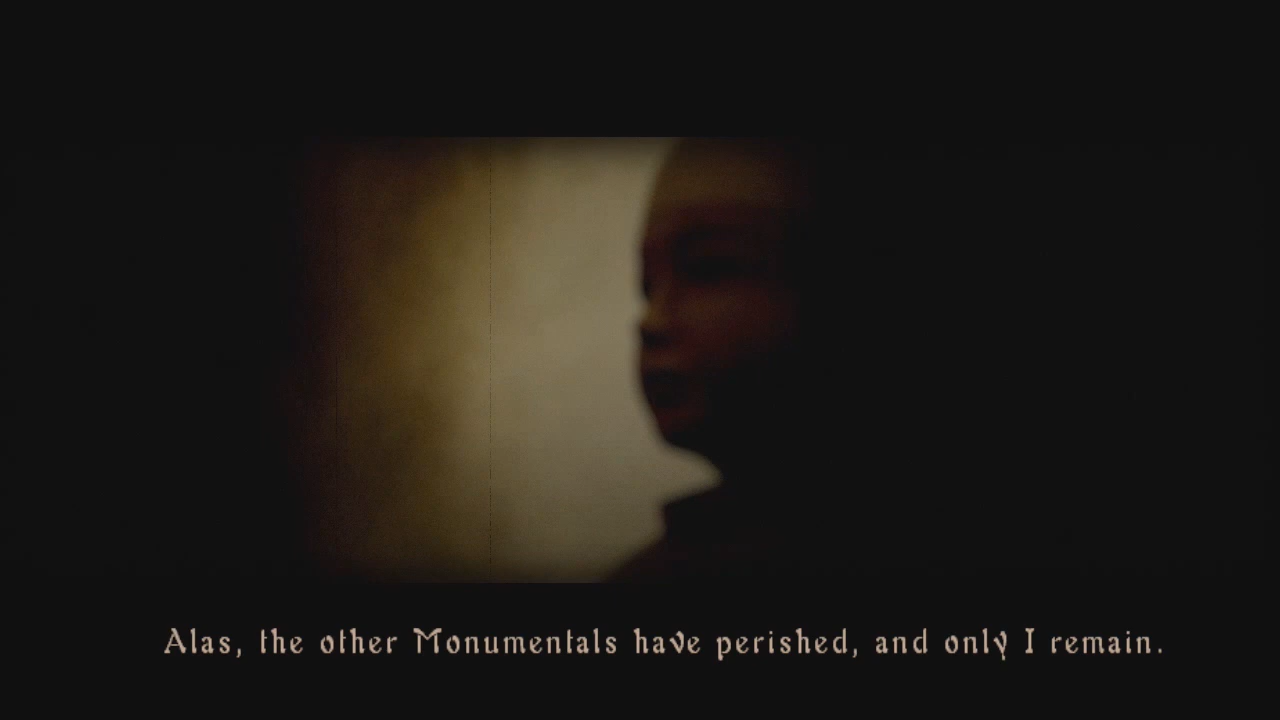 Alas, the other Monumentals have perished, and only I remain.